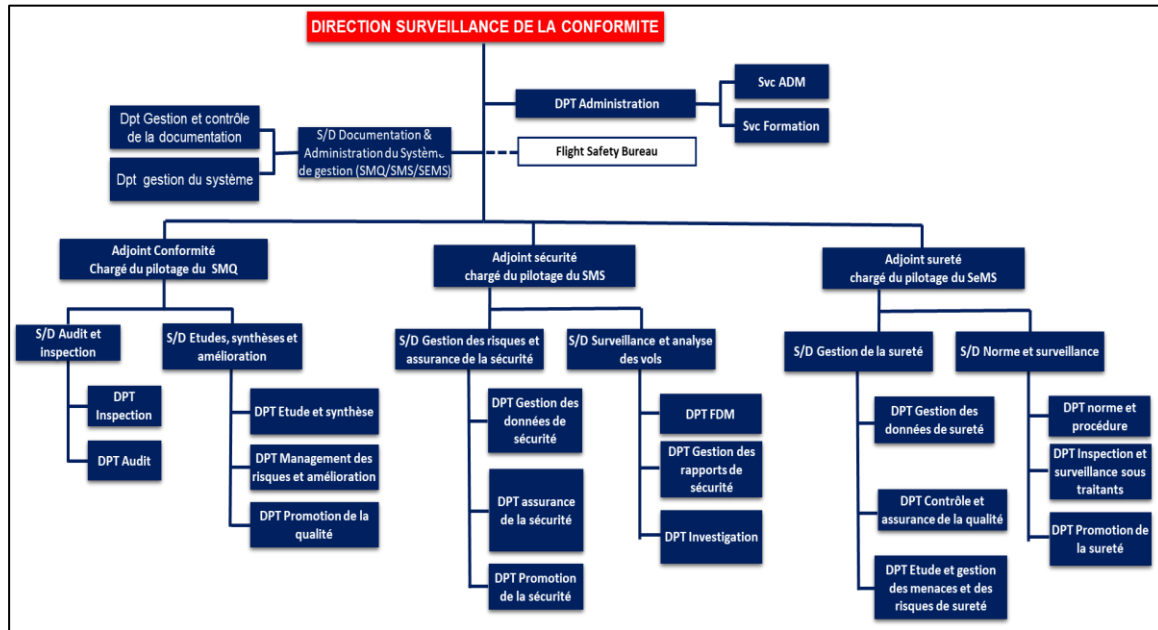 DIRECTION SURVEILLANCE DE LA CONFORMITE
Svc ADM
DPT Administration
Svc Formation
Dpt Gestion et contrôle
de la documentation
Dpt gestion du système
S/D Documentation &
Administration du Système
de gestion (SMQ/SMS/SEMS)
Flight Safety Bureau
Adjoint Conformité
Chargé du pilotage du SMQ
Adjoint sécurité
chargé du pilotage du SMS
Adjoint sureté
chargé du pilotage du SeMS
S/D Audit et
inspection
S/D Etudes, synthèses et
amélioration
S/D Gestion des risques et
assurance de la sécurité
S/D Surveillance et analyse
des vols
S/D Gestion de la sureté
S/D Norme et surveillance
DPT
Inspection
DPT Audit
DPT Etude et synthèse
DPT Management des
risques et amélioration
DPT Promotion de la
qualité
DPT Gestion des
données de
sécurité
DPT assurance
de la sécurité
DPT Promotion
de la sécurité
DPT FDM
DPT Gestion des
rapports de
sécurité
DPT Investigation
DPT Gestion des
données de sureté
DPT Contrôle et
assurance de la qualité
DPT Etude et gestion
des menaces et des
risques de sureté
DPT norme et
procédure
DPT Inspection et
surveillance sous
traitants
DPT Promotion de
la sureté